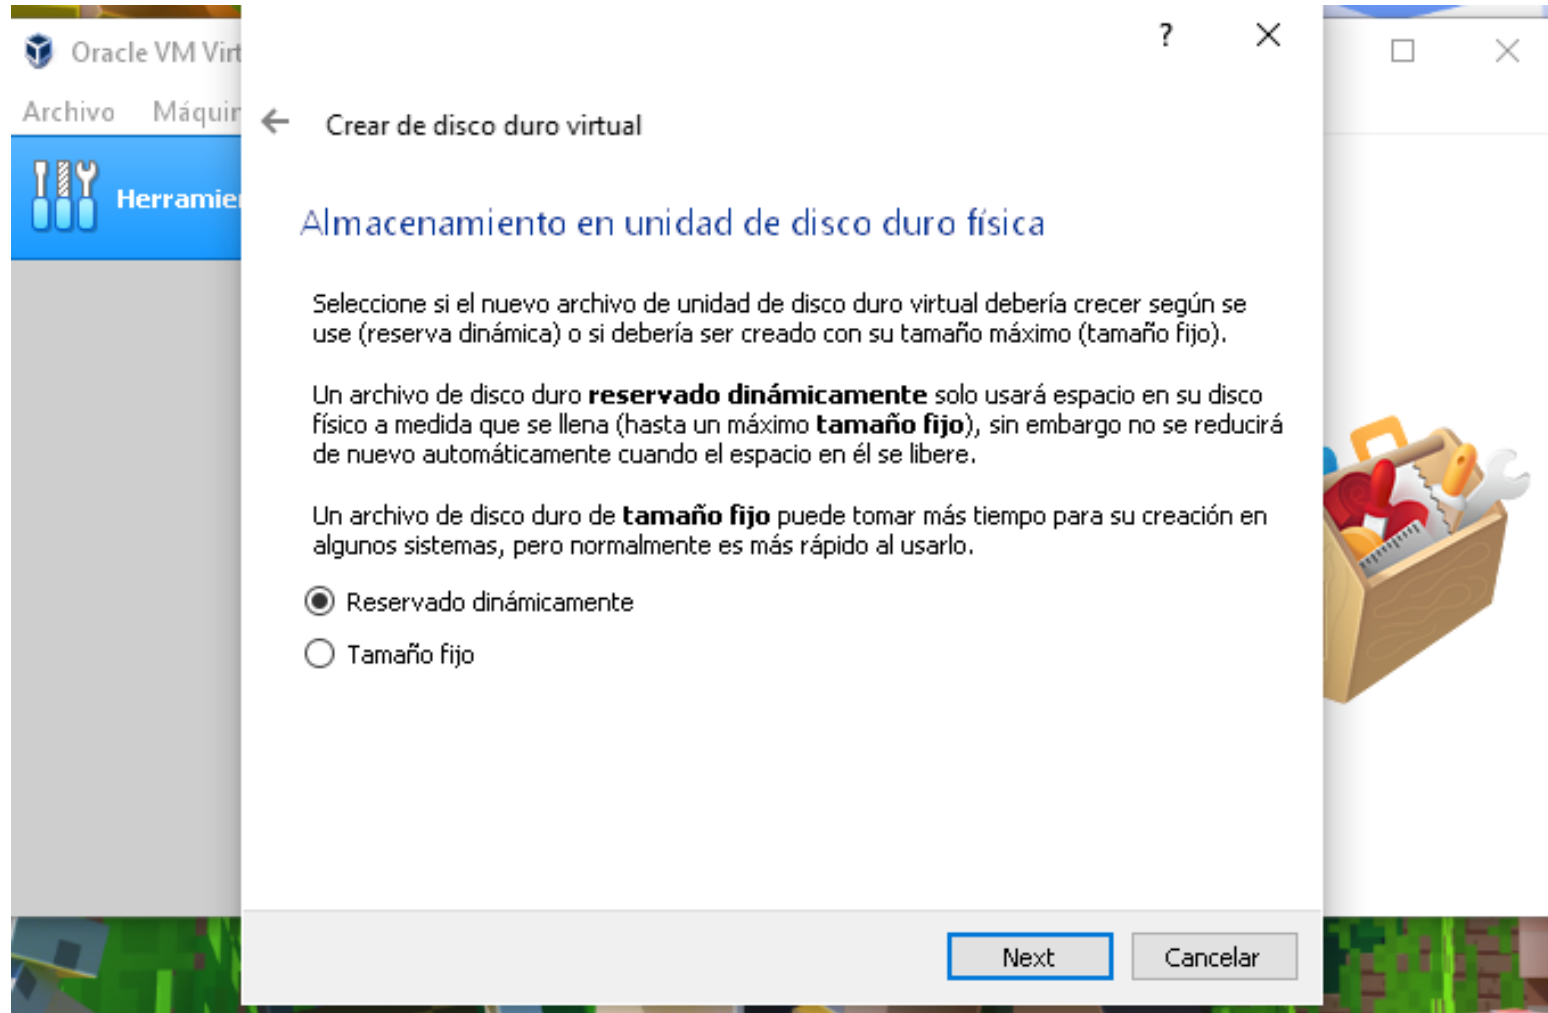 ?
Oracle VM Virt
Archivo Máquin
Crear de disco duro virtual
Herramie
Almacenamiento en unidad de disco duro física
Seleccione si el nuevo archivo de unidad de disco duro virtual debería crecer según se
use (reserva dinámica) o si debería ser creado con su tamaño máximo (tamaño fijo).
Un archivo de disco duro reservado dinámicamente solo usará espacio en su disco
físico a medida que se llena (hasta un máximo tamaño fijo), sin embargo no se reducirá
de nuevo automáticamente cuando el espacio en él se libere.
Un archivo de disco duro de tamaño fijo puede tomar más tiempo para su creación en
algunos sistemas, pero normalmente es más rápido al usarlo.
Reservado dinámicamente
Tamaño fijo
Next Cancelar